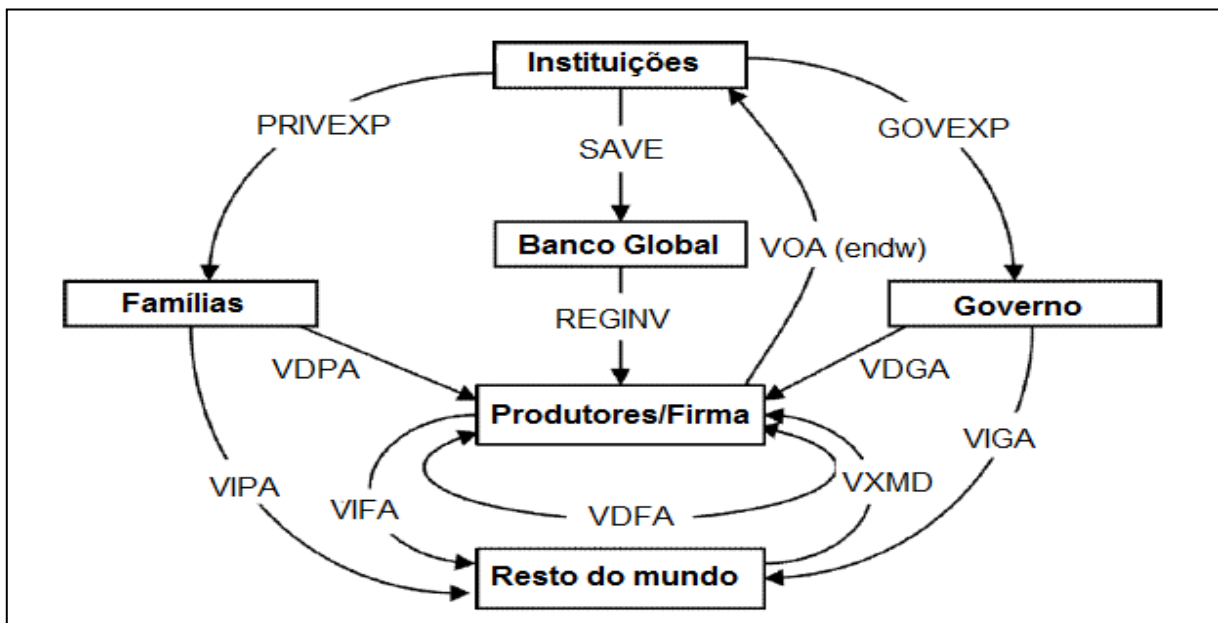 Instituições
PRIVEXP
GOVEXP
SAVE
Banco Global
VOA (endw)
Famílias
Governo
REGINV
VDPA
VDGA
Produtores/Firma
VIPA
VIFA
VDFA
VXMD
VIGA
Resto do mundo